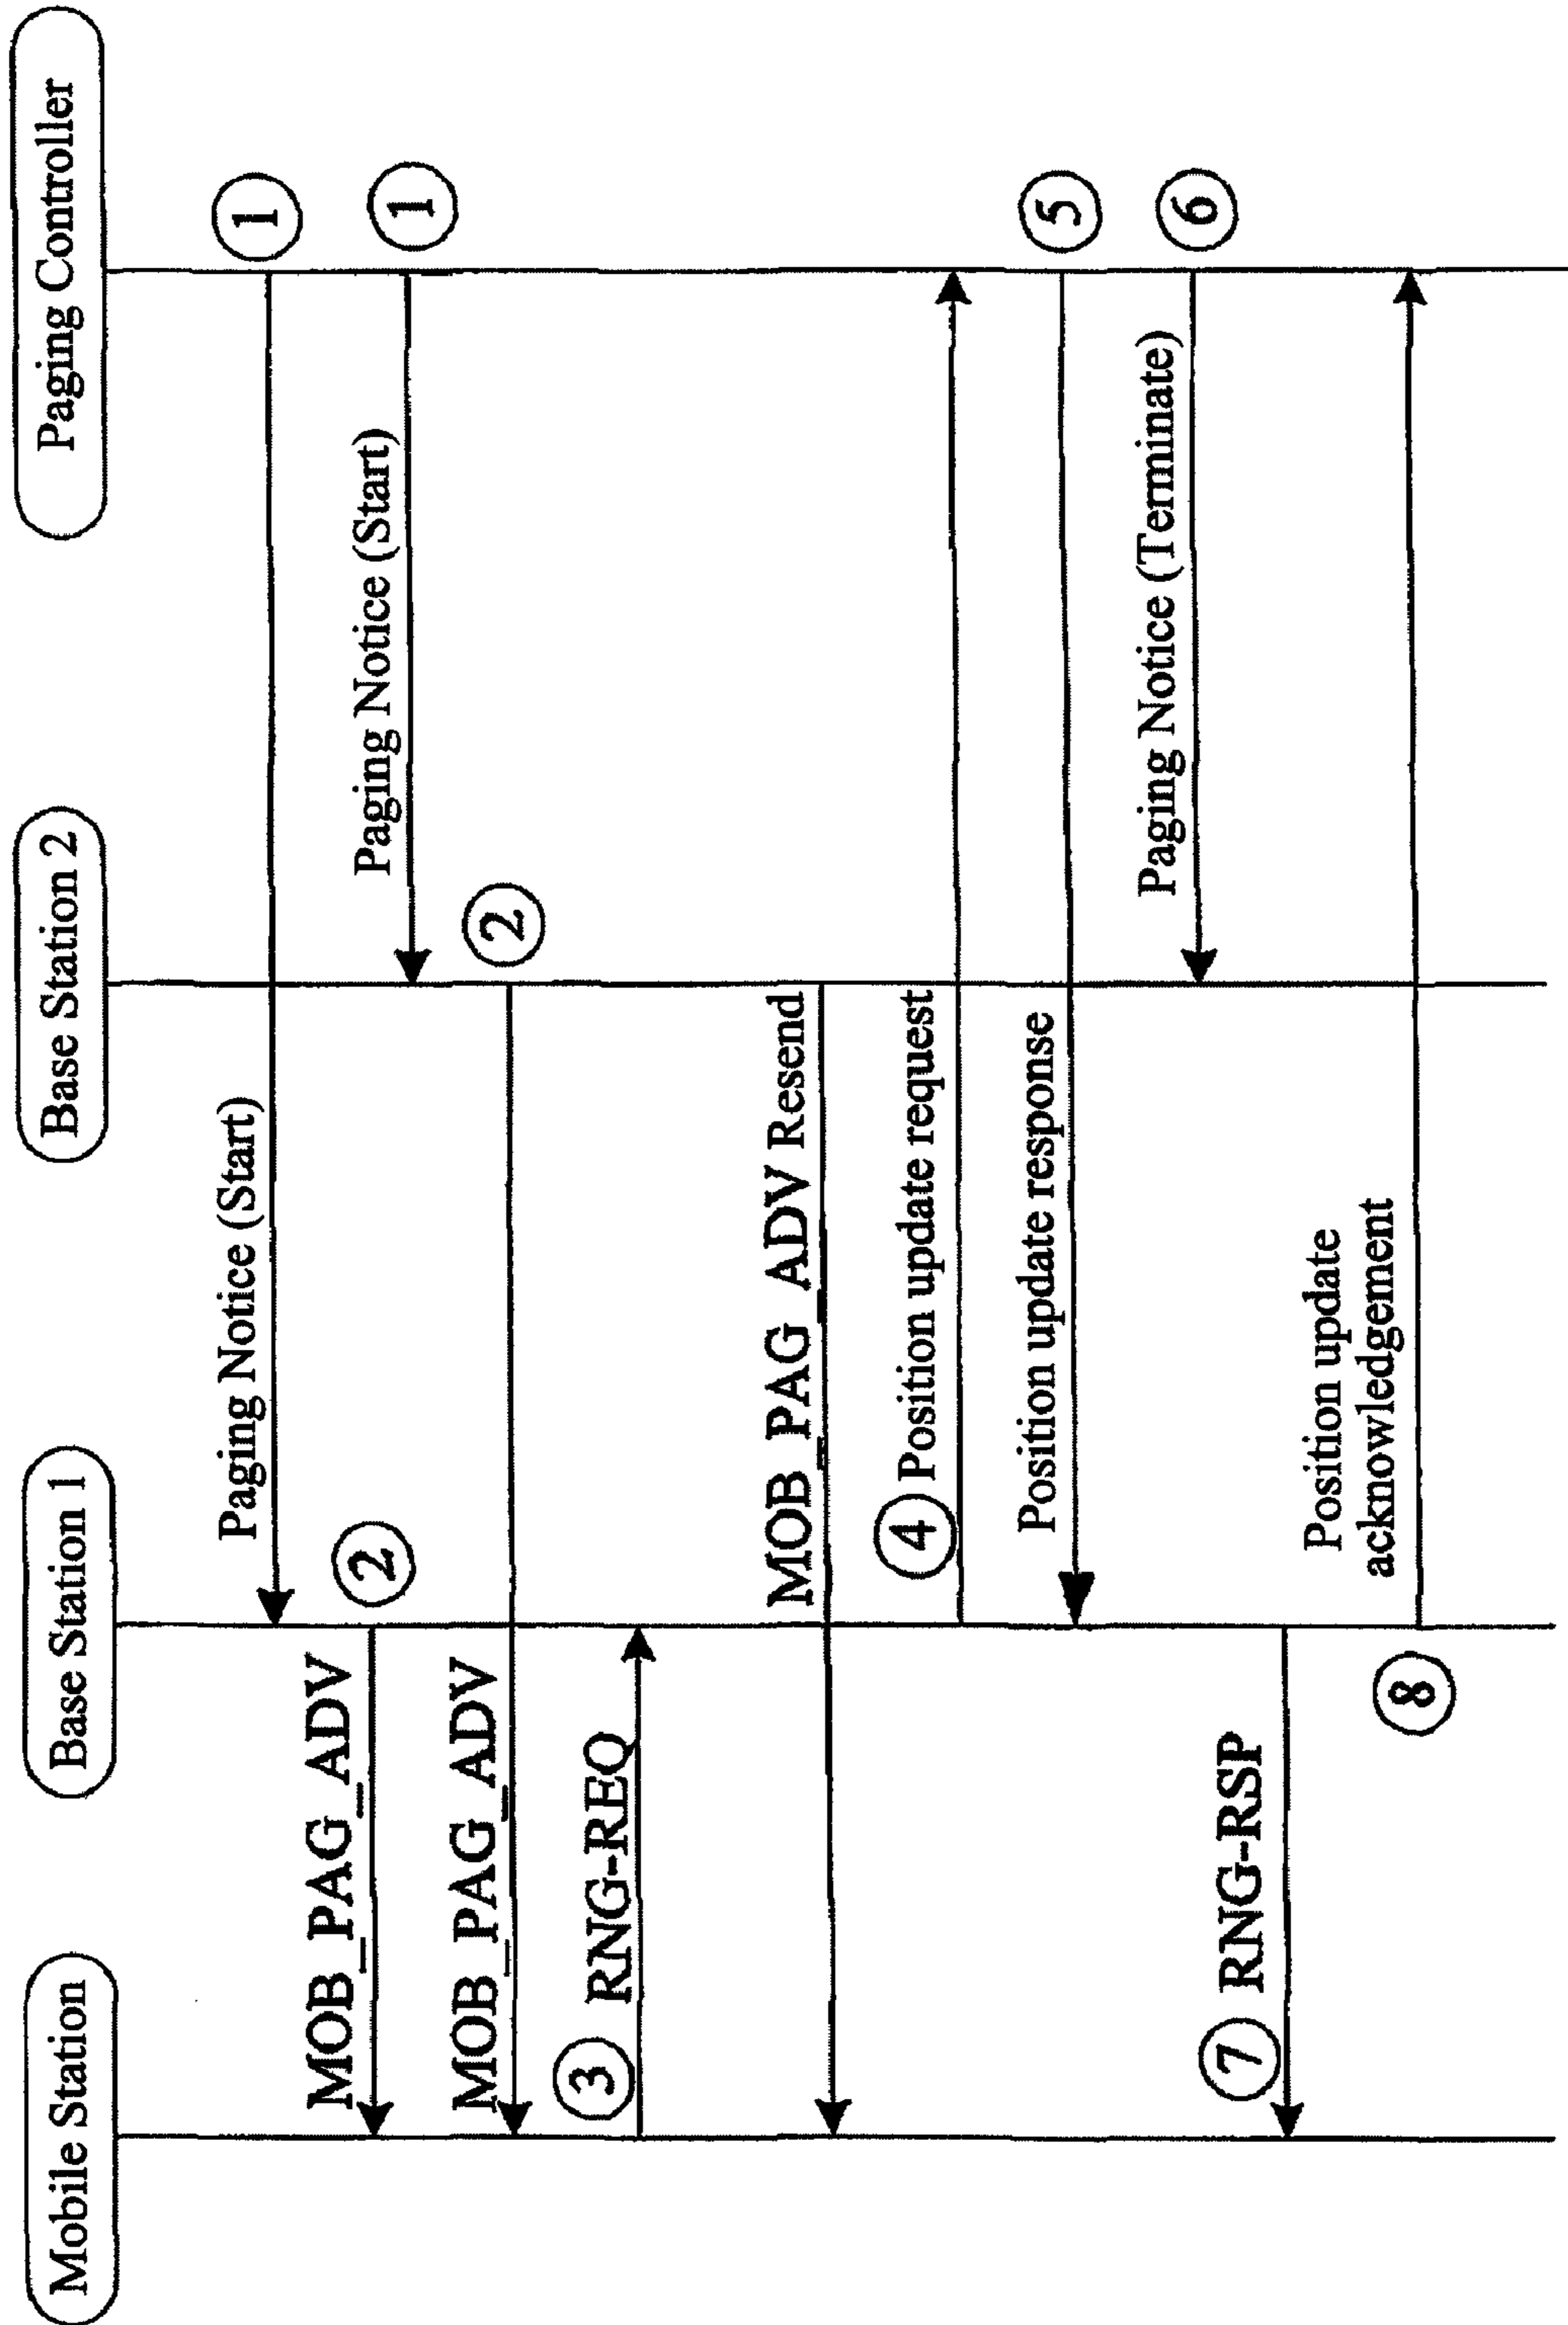 Mobile Station
Base Station 1
Base Station 2
Paging Controller
1
Paging Notice (Start)
1
Paging Notice (Start)
2
MOB_PAG_ADV
2
MOB_PAG_ADV
3 RNG-REQ
MOB_PAG_ADV Resend
4 Position update request
5
Position update response
6
Paging Notice (Terminate)
7 RNG-RSP
Position update
acknowledgement
8